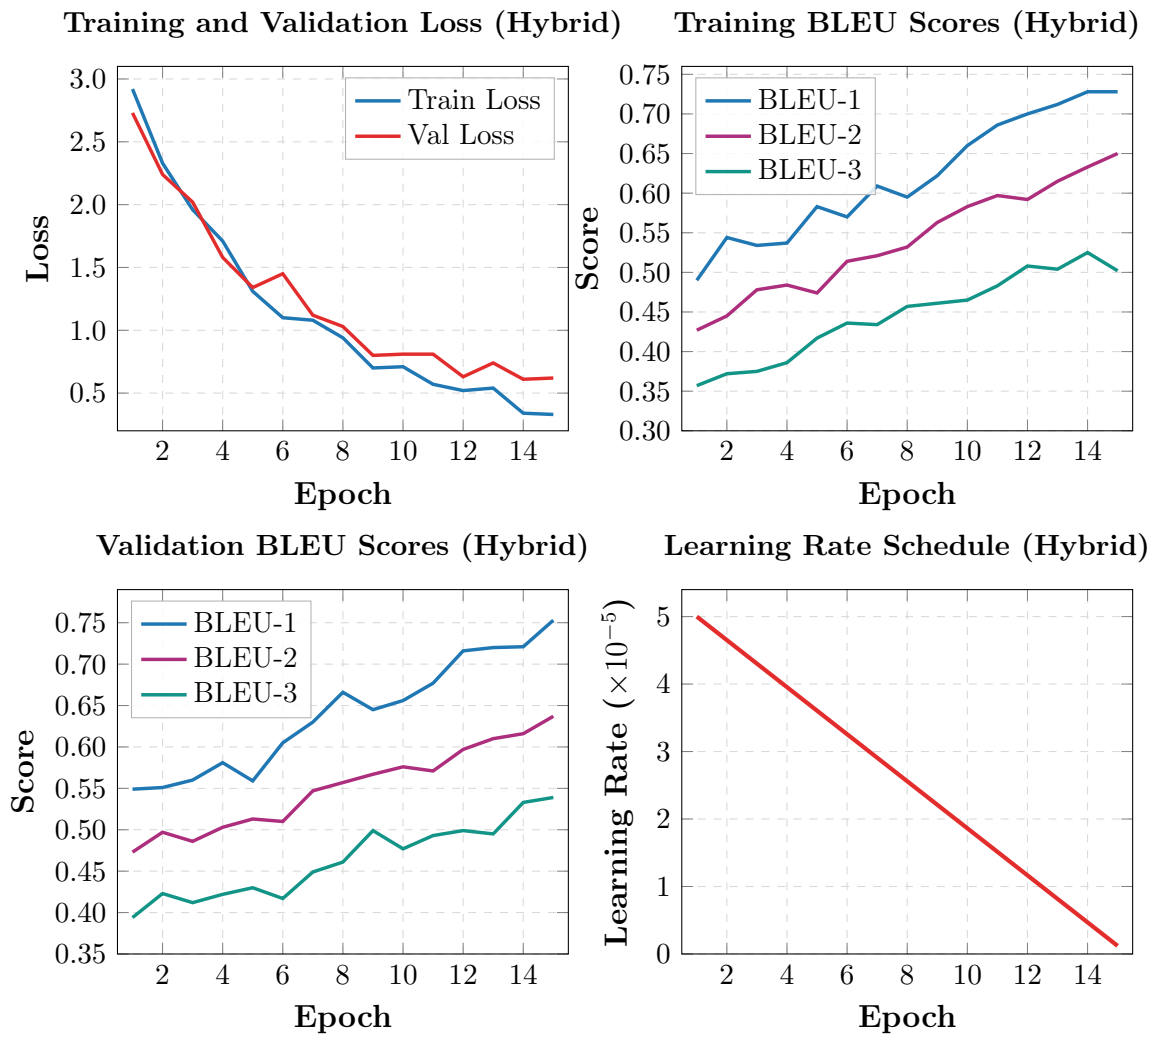 Training and Validation Loss (Hybrid)
3.0
2.5
2.0
1.5
1.0
0.5
Loss
Train Loss
Val Loss
2 4 6 8 10 12 14
Epoch
Training BLEU Scores (Hybrid)
0.75
0.70
0.65
0.60
0.55
0.50
0.45
0.40
0.35
0.30
Score
BLEU-1
BLEU-2
BLEU-3
2 4 6 8 10 12 14
Epoch
Validation BLEU Scores (Hybrid)
0.75
0.70
0.65
0.60
0.55
0.50
0.45
0.40
0.35
Score
BLEU-1
BLEU-2
BLEU-3
2 4 6 8 10 12 14
Epoch
Learning Rate Schedule (Hybrid)
5
4
3
2
1
0
Learning Rate (×10⁻⁵)
2 4 6 8 10 12 14
Epoch